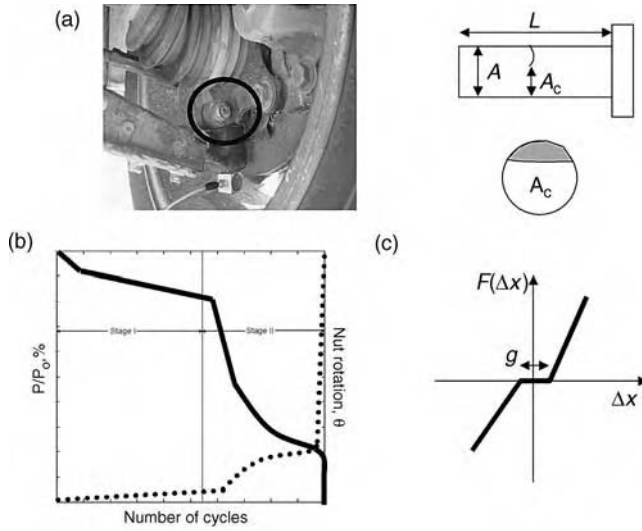 (a)
L
A
A_c
A_c
(b)
P/P_o, %
Stage I
Stage II
Nut rotation, θ
Number of cycles
(c)
F(Δx)
g
Δx